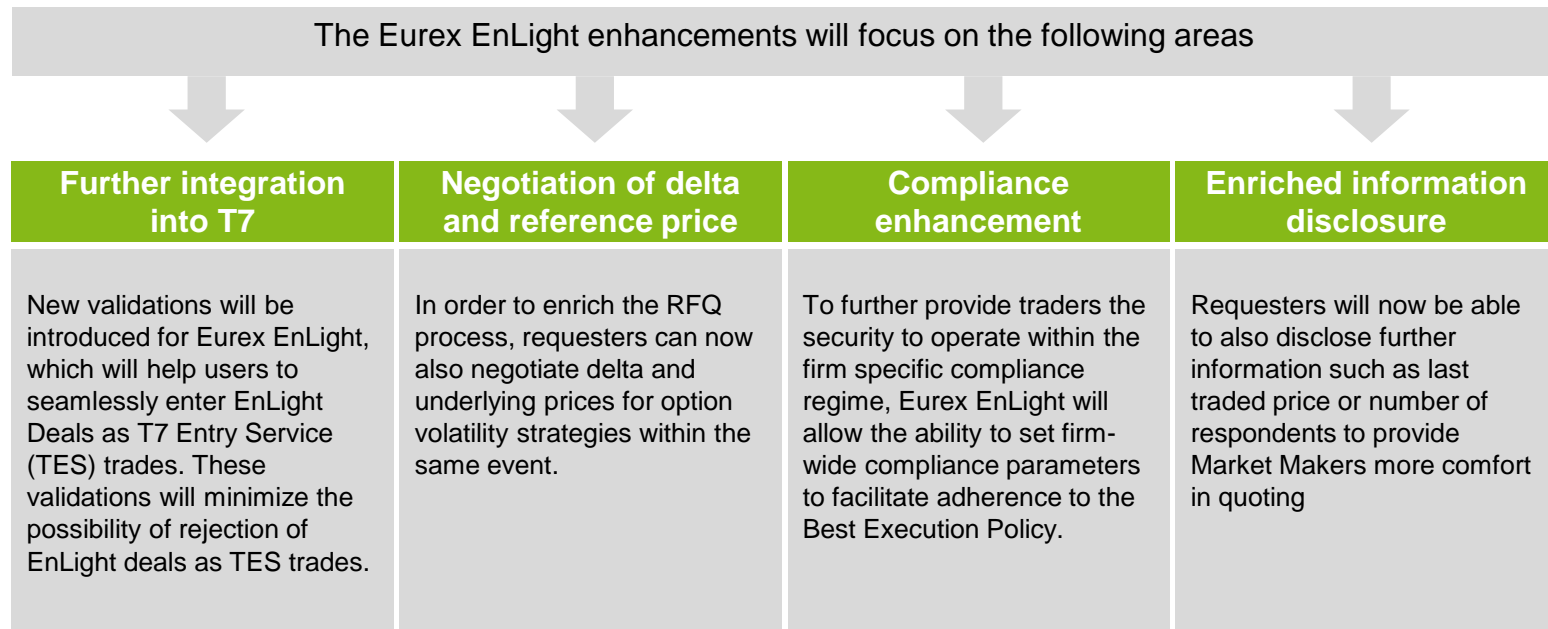 The Eurex EnLight enhancements will focus on the following areas
Further integration
into T7
New validations will be
introduced for Eurex EnLight,
which will help users to
seamlessly enter EnLight
Deals as T7 Entry Service
(TES) trades. These
validations will minimize the
possibility of rejection of
EnLight deals as TES trades.
Negotiation of delta
and reference price
In order to enrich the RFQ
process, requesters can now
also negotiate delta and
underlying prices for option
volatility strategies within the
same event.
Compliance
enhancement
To further provide traders the
security to operate within the
firm specific compliance
regime, Eurex EnLight will
allow the ability to set firm-
wide compliance parameters
to facilitate adherence to the
Best Execution Policy.
Enriched information
disclosure
Requesters will now be able
to also disclose further
information such as last
traded price or number of
respondents to provide
Market Makers more comfort
in quoting